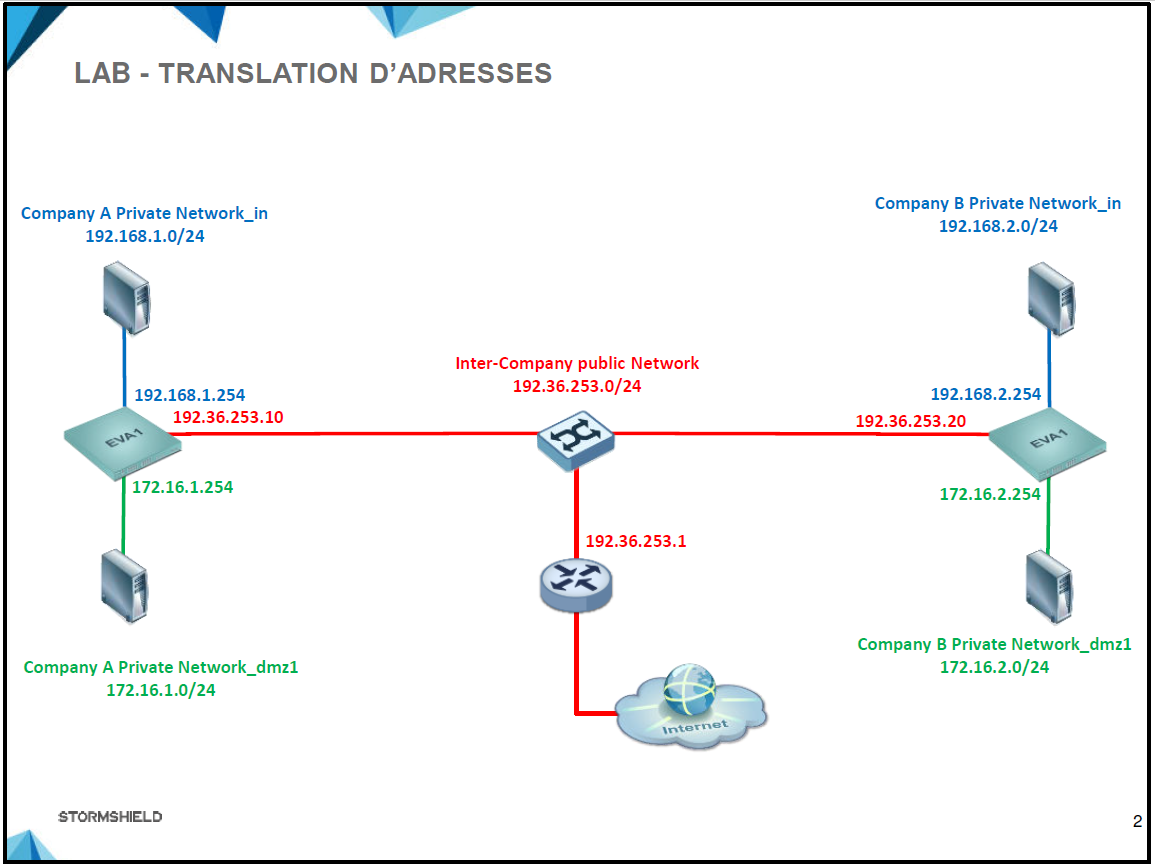 LAB - TRANSLATION D’ADRESSES
Company A Private Network_in
192.168.1.0/24
Company B Private Network_in
192.168.2.0/24
Inter-Company public Network
192.36.253.0/24
192.168.1.254
192.36.253.10
EVA1
172.16.1.254
192.168.2.254
192.36.253.20
EVA1
172.16.2.254
192.36.253.1
Company A Private Network_dmz1
172.16.1.0/24
Company B Private Network_dmz1
172.16.2.0/24
Internet
STORMSHIELD
2